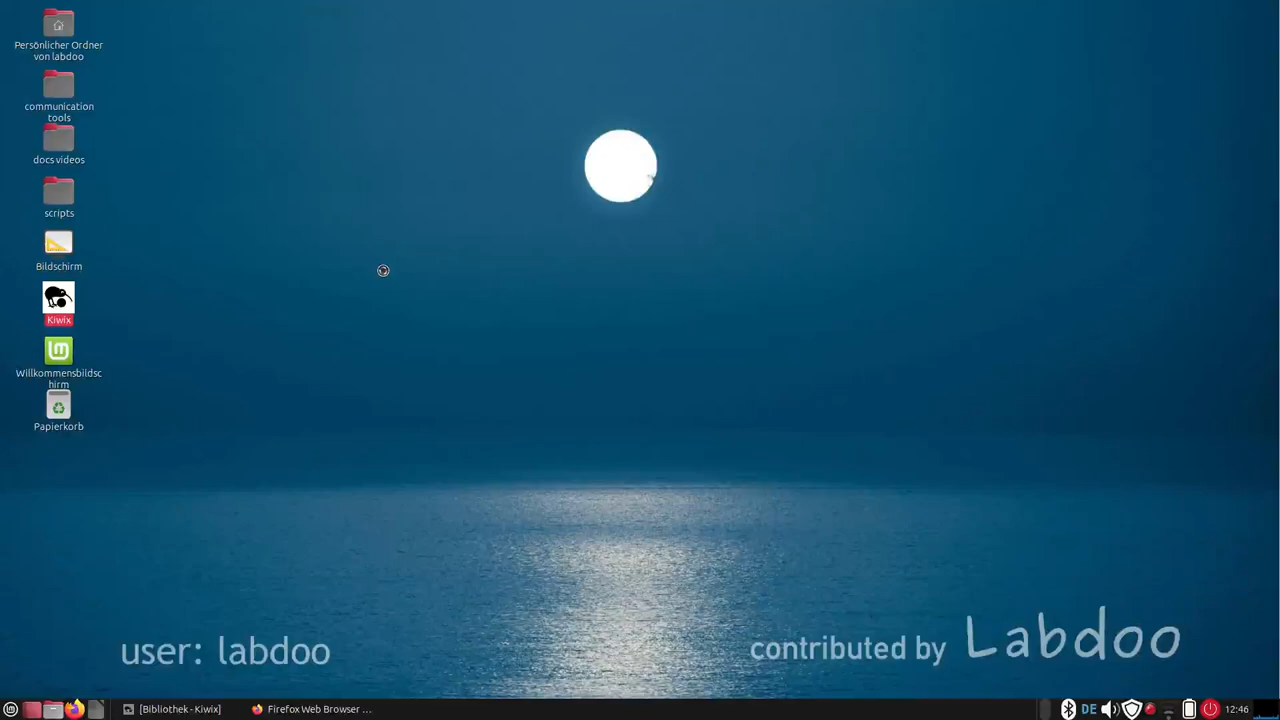 Persönlicher Ordner
von labdoo
communication
tools
docs videos
scripts
Bildschirm
Kiwix
Willkommensbildsc
hirm
Papierkorb
user: labdoo
contributed by Labdoo
[Bibliothek - Kiwix]
Firefox Web Browser ...
DE
12:46